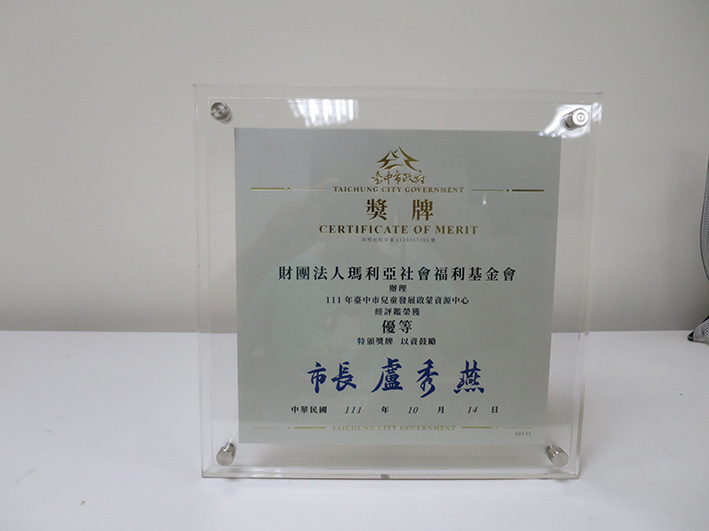 臺中市政府
TAICHUNG CITY GOVERNMENT
獎牌
CERTIFICATE OF MERIT
財團法人瑪利亞社會福利基金會
辦理
111年臺中市兒童發展啟蒙資源中心
經評鑑榮獲
優等
特頒獎牌 以資鼓勵
市長 盧秀燕
中華民國 111 年 10 月 14 日
TAICHUNG CITY GOVERNMENT